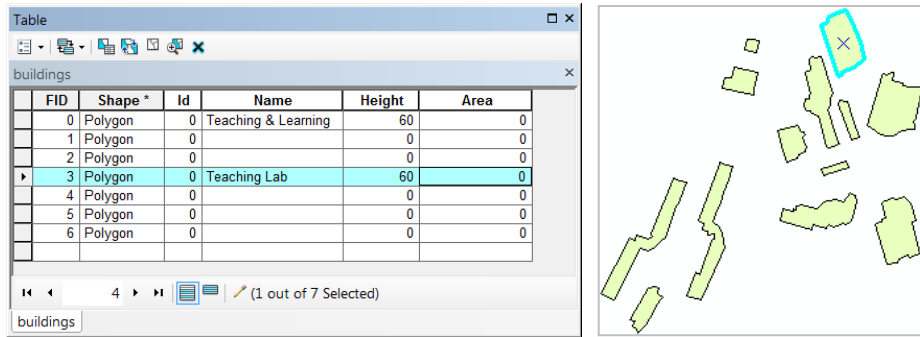 Table
buildings
FID Shape * Id Name Height Area
0 Polygon 0 Teaching & Learning 60 0
1 Polygon 0 0 0
2 Polygon 0 0 0
3 Polygon 0 Teaching Lab 60 0
4 Polygon 0 0 0
5 Polygon 0 0 0
6 Polygon 0 0 0
4 (1 out of 7 Selected)
buildings